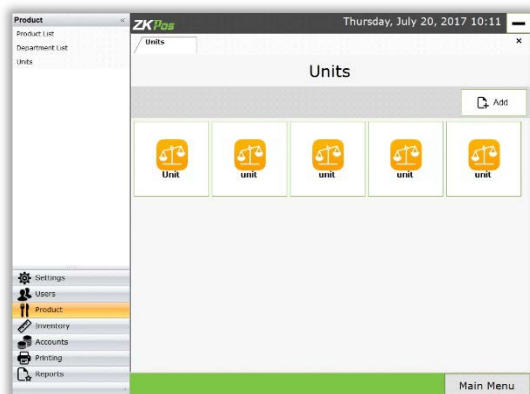 Product «
Product List
Department List
Units
Settings
Users
Product
Inventory
Accounts
Printing
Reports
ZKPos
Thursday, July 20, 2017 10:11
Units
×
Units
Add
Unit
unit
unit
unit
unit
Main Menu